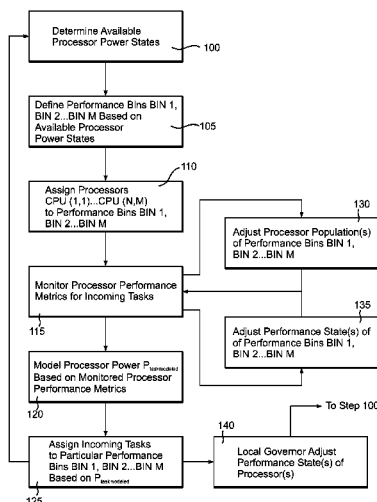 Determine Available
Processor Power States
100
Define Performance Bins BIN 1,
BIN 2...BIN M Based on
Available Processor
Power States
105
110
Assign Processors
CPU (1,1)...CPU (N,M)
to Performance Bins BIN 1,
BIN 2...BIN M
130
Adjust Processor Population(s)
of Performance Bins BIN 1,
BIN 2...BIN M
Monitor Processor Performance
Metrics for Incoming Tasks
115
135
Adjust Performance State(s) of
of Performance Bins BIN 1,
BIN 2...BIN M
Model Processor Power Ptaskmodeled
Based on Monitored Processor
Performance Metrics
120
To Step 100
140
Assign Incoming Tasks
to Particular Performance
Bins BIN 1, BIN 2...BIN M
Based on Ptaskmodeled
125
Local Governor Adjust
Performance State(s) of
Processor(s)